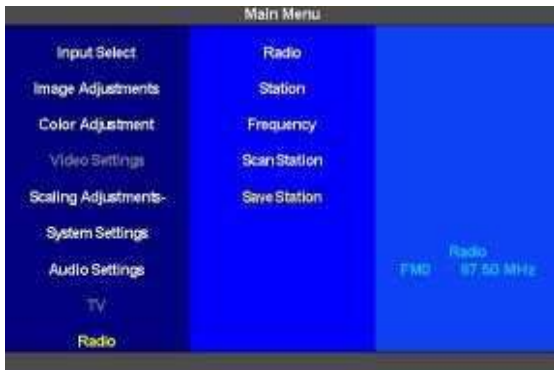 Main Menu
Input Select
Image Adjustments
Color Adjustment
Video Settings
Scaling Adjustments-
System Settings
Audio Settings
TV
Radio
Radio
Station
Frequency
Scan Station
Save Station
Radio
FM0 87.50 MHz